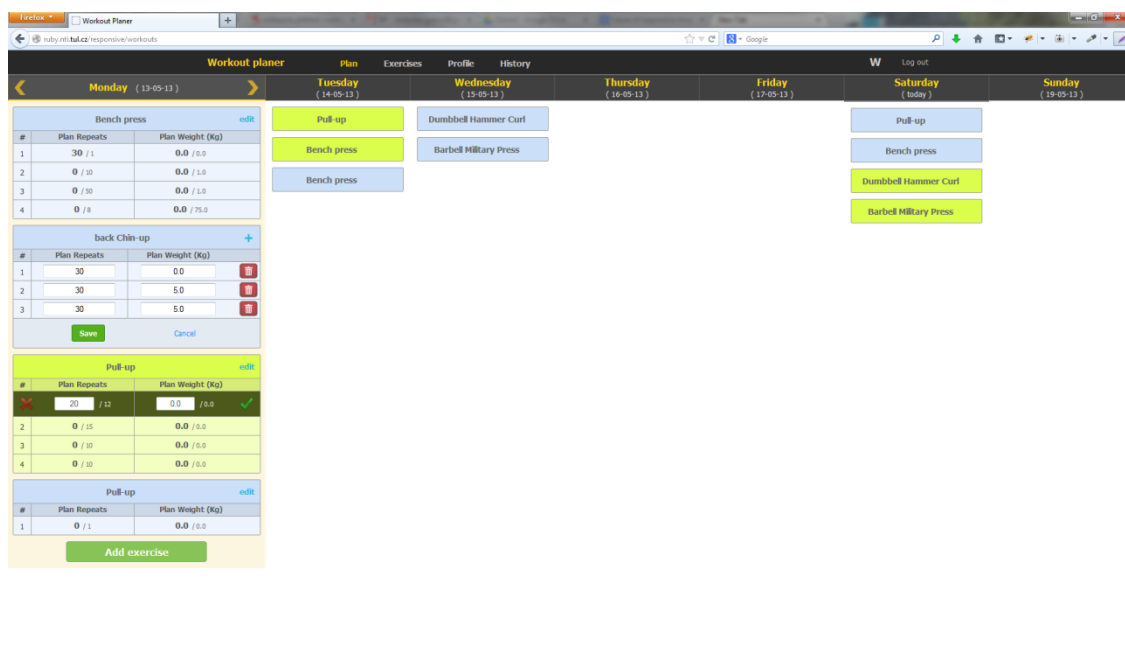 Firefox
Workout Planer
+
ruby.nti.tul.cz/responsive/workouts
Google
Workout planer Plan Exercises Profile History W Log out
Monday ( 13-05-13 )
Tuesday
( 14-05-13 )
Wednesday
( 15-05-13 )
Thursday
( 16-05-13 )
Friday
( 17-05-13 )
Saturday
( today )
Sunday
( 19-05-13 )
Bench press edit
# Plan Repeats Plan Weight (Kg)
1 30 / 1 0.0 / 0.0
2 0 / 10 0.0 / 1.0
3 0 / 50 0.0 / 1.0
4 0 / 8 0.0 / 75.0
back Chin-up +
# Plan Repeats Plan Weight (Kg)
1 30 0.0
2 30 5.0
3 30 5.0
Save Cancel
Pull-up edit
# Plan Repeats Plan Weight (Kg)
20 / 12 0.0 / 0.0
2 0 / 15 0.0 / 0.0
3 0 / 10 0.0 / 0.0
4 0 / 10 0.0 / 0.0
Pull-up edit
# Plan Repeats Plan Weight (Kg)
1 0 / 1 0.0 / 0.0
Add exercise
Pull-up
Bench press
Bench press
Dumbbell Hammer Curl
Barbell Military Press
Pull-up
Bench press
Dumbbell Hammer Curl
Barbell Military Press